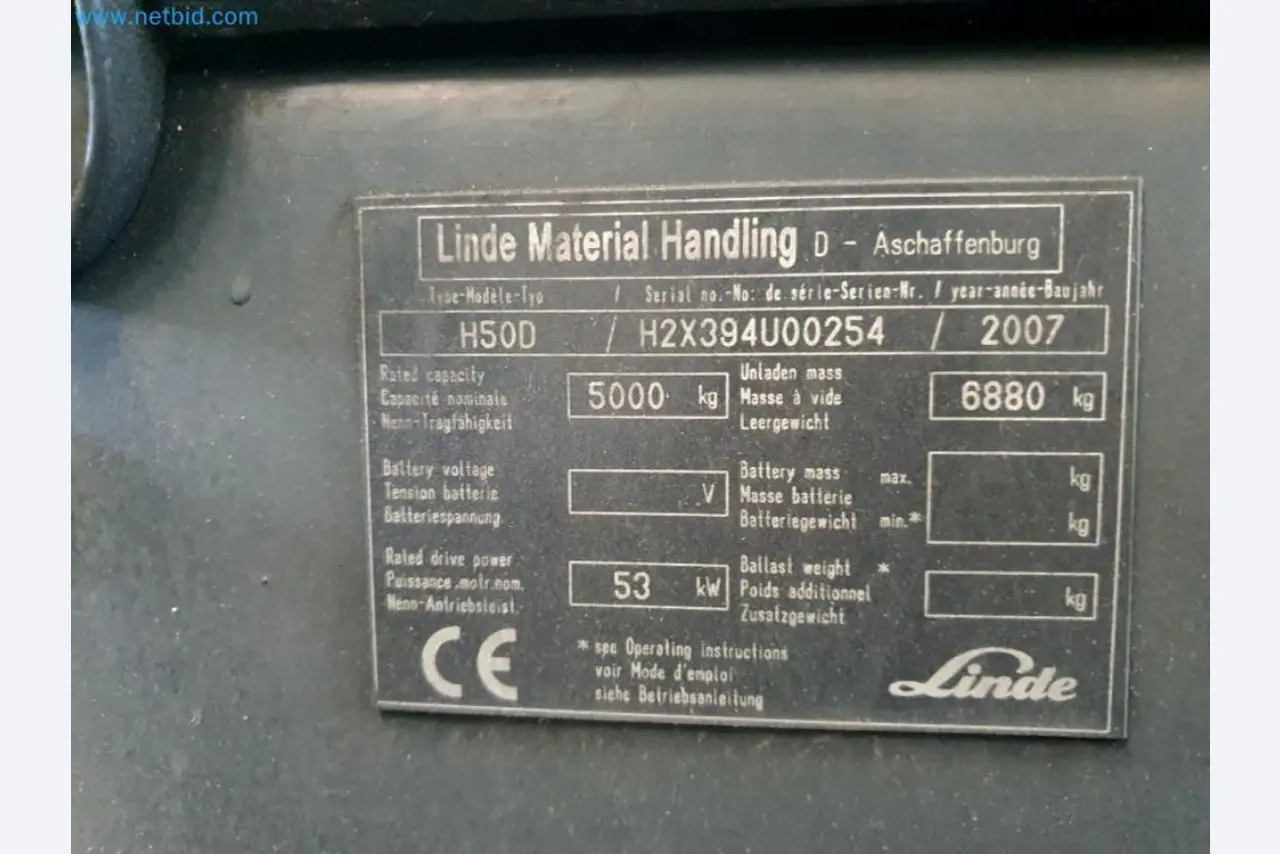 www.netbid.com
Linde Material Handling D - Aschaffenburg
Type-Modèle-Typ / Serial no.-No: de série-Serien-Nr. / year-année-Baujahr
H50D / H2X394U00254 / 2007
Rated capacity
Capacité nominale
Nenn-Tragfähigkeit
5000 kg
Unladen mass
Masse à vide
Leergewicht
6880 kg
Battery voltage
Tension batterie
Batteriespannung
V
Battery mass max. kg
Masse batterie
Batteriegewicht min.* kg
Rated drive power
Puissance.motr.nom.
Nenn-Antriebsleist.
53 kW
Ballast weight *
Poids additionnel
Zusatzgewicht
kg
CE
* see Operating instructions
voir Mode d'emploi
siehe Betriebsanleitung
Linde